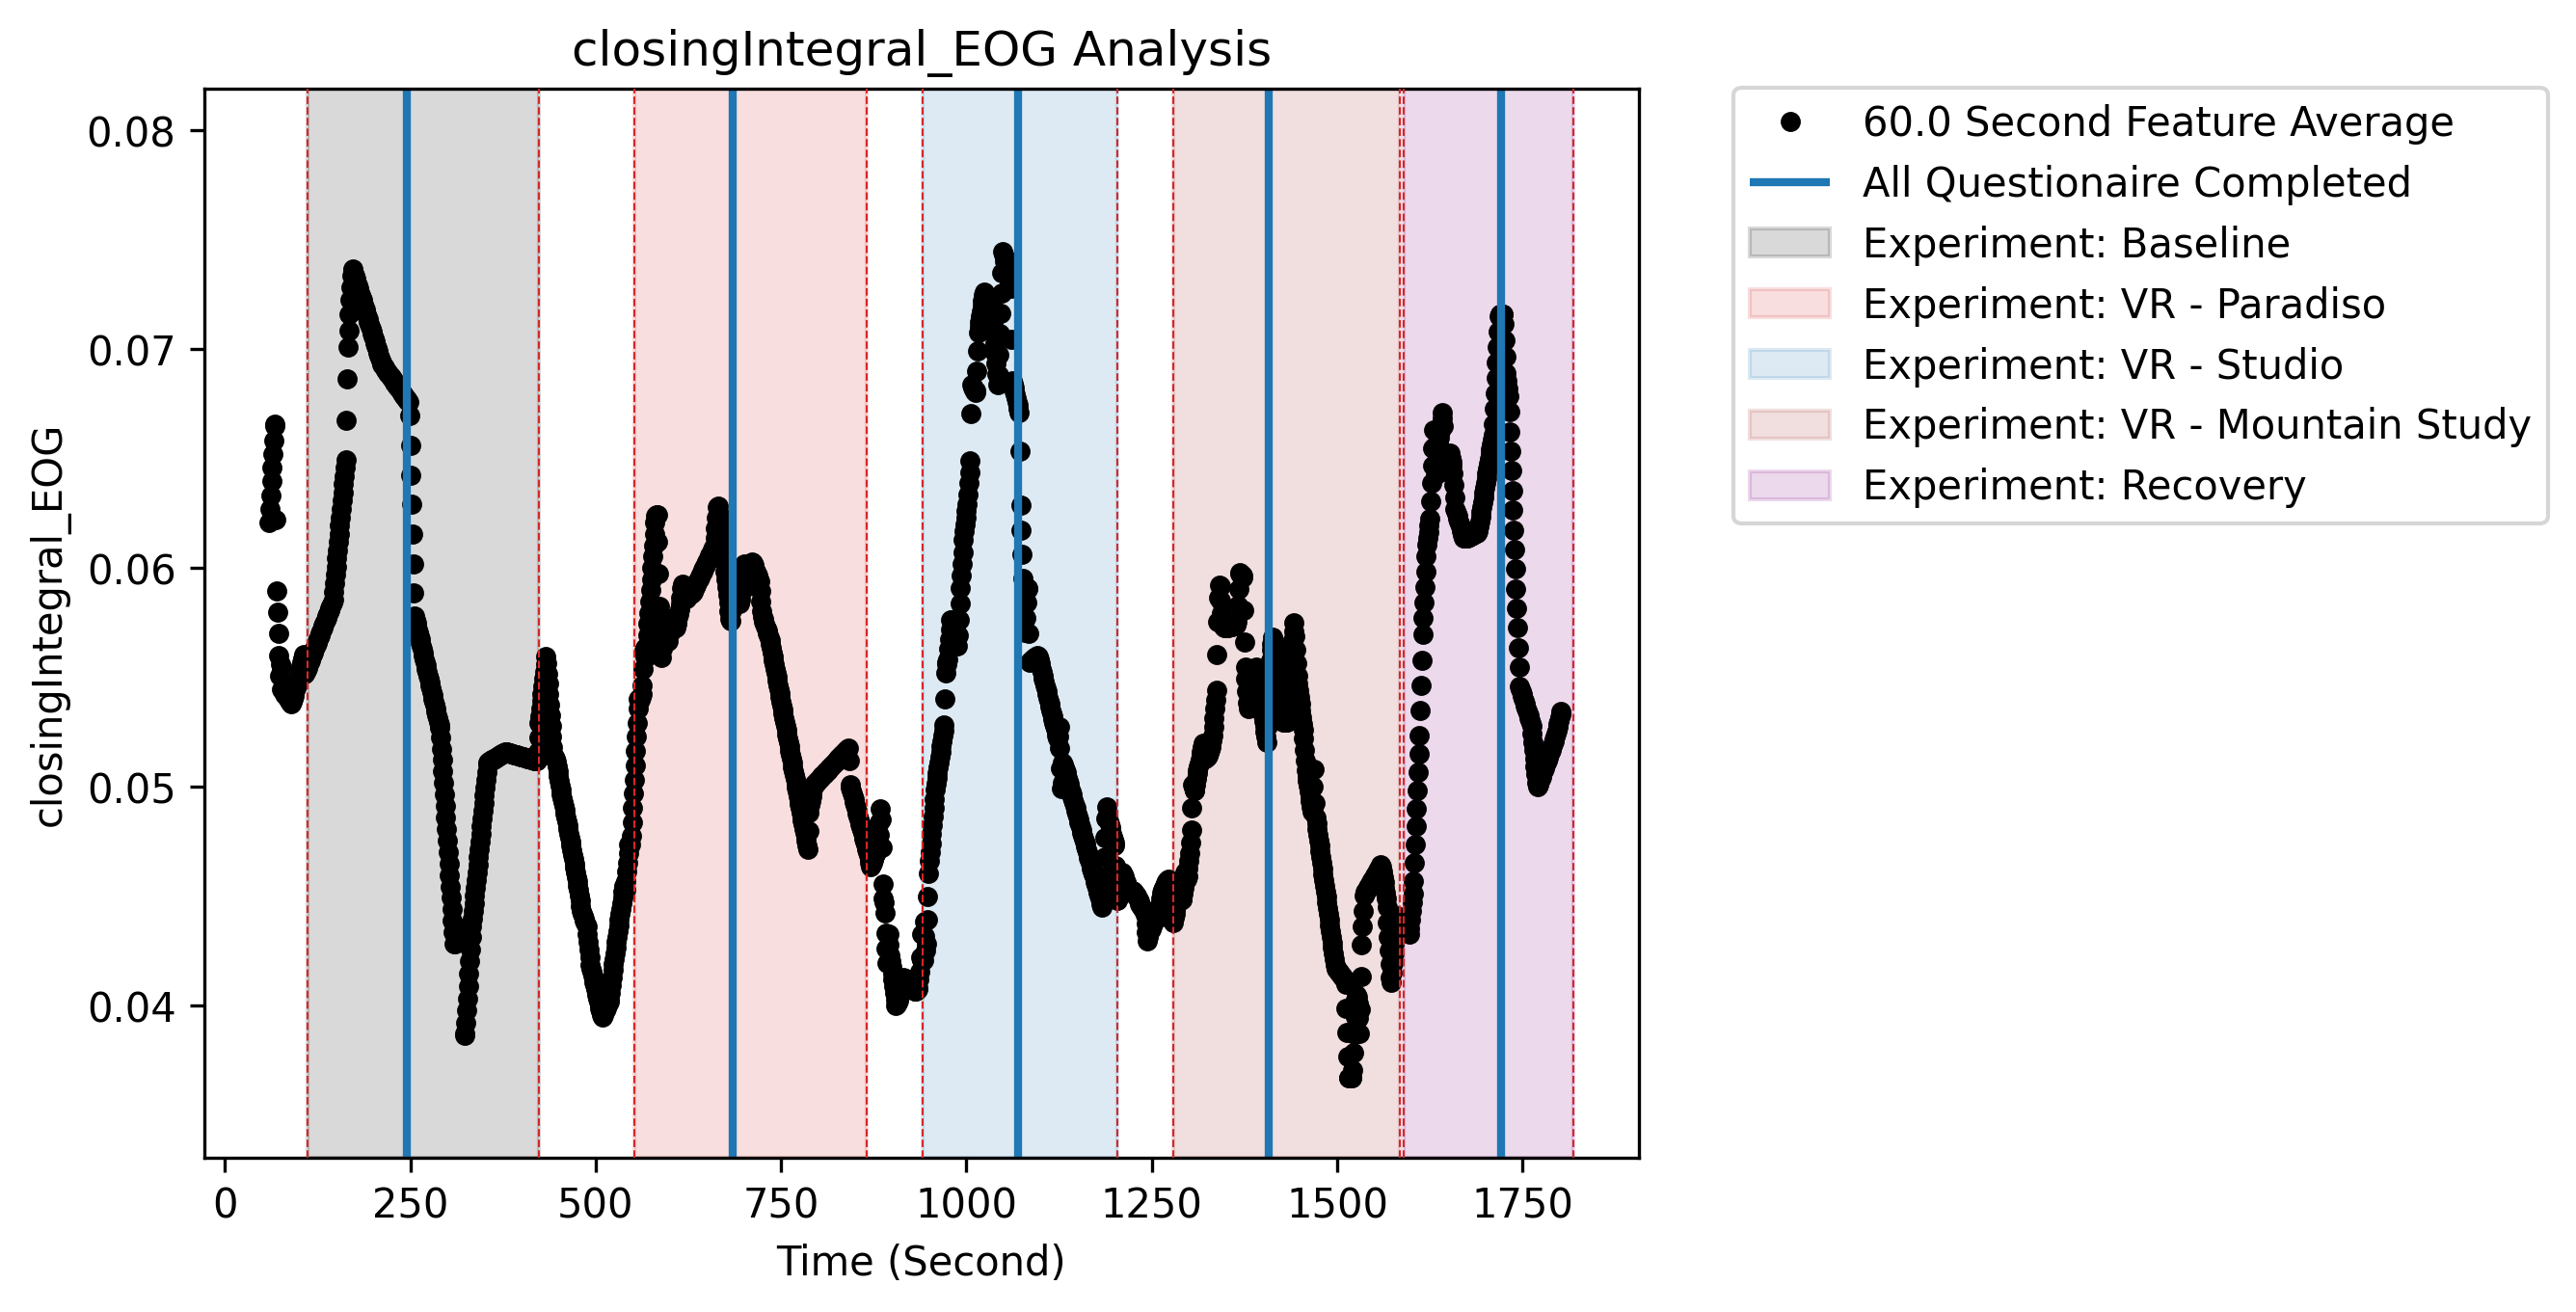 closingIntegral_EOG Analysis
0.08
0.07
0.06
0.05
0.04
closingIntegral_EOG
0
250
500
750
1000
1250
1500
1750
Time (Second)
60.0 Second Feature Average
All Questionaire Completed
Experiment: Baseline
Experiment: VR - Paradiso
Experiment: VR - Studio
Experiment: VR - Mountain Study
Experiment: Recovery